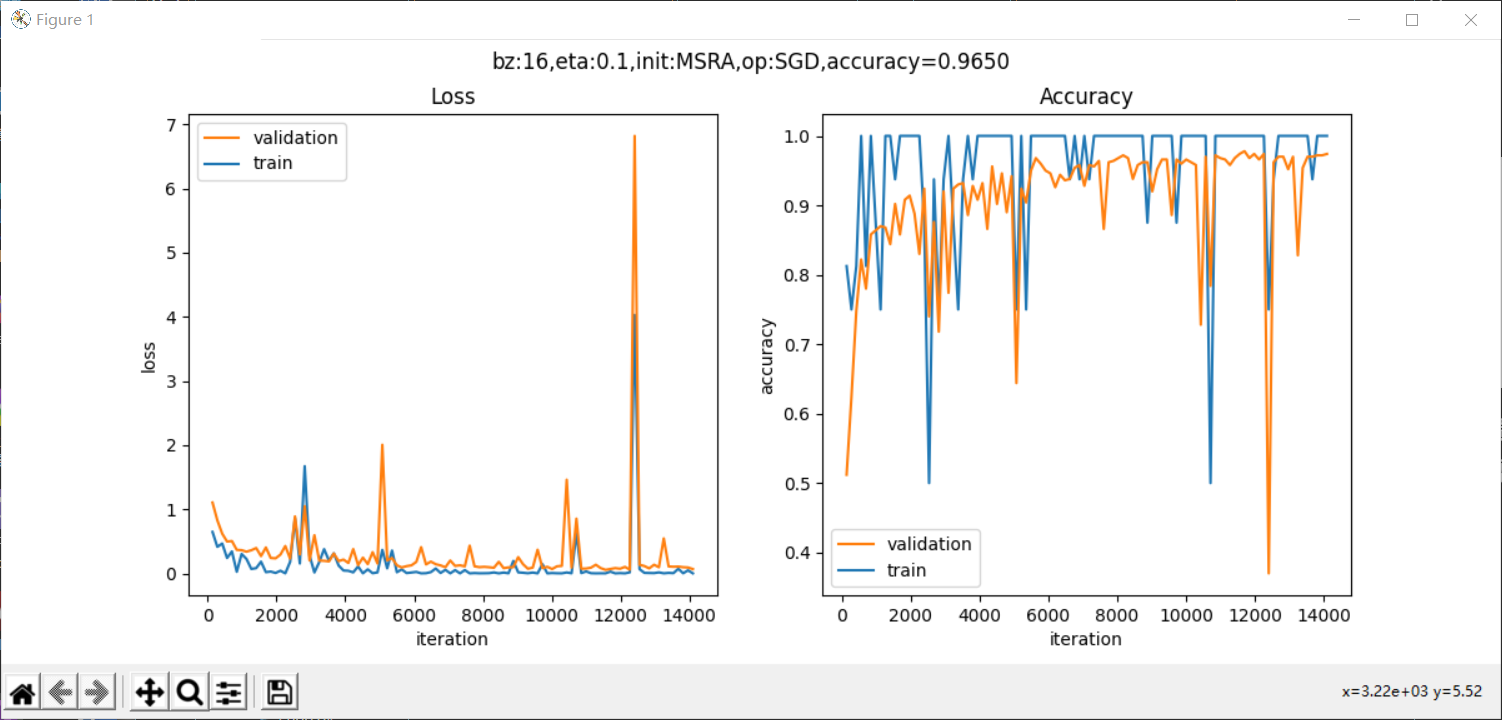 Figure 1
bz:16,eta:0.1,init:MSRA,op:SGD,accuracy=0.9650
Loss
7
6
5
4
3
2
1
0
loss
validation
train
0 2000 4000 6000 8000 10000 12000 14000
iteration
Accuracy
1.0
0.9
0.8
0.7
0.6
0.5
0.4
accuracy
validation
train
0 2000 4000 6000 8000 10000 12000 14000
iteration
x=3.22e+03 y=5.52